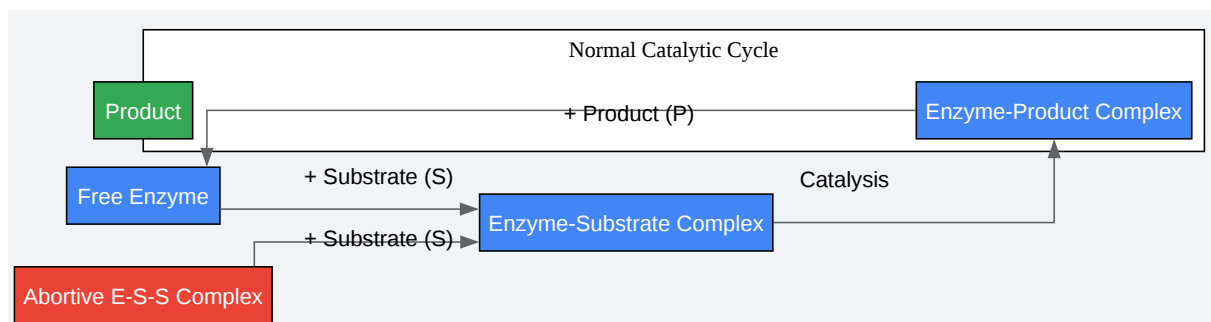 Normal Catalytic Cycle
Product
+ Product (P)
Enzyme-Product Complex
Free Enzyme
+ Substrate (S)
Catalysis
Enzyme-Substrate Complex
+ Substrate (S)
Abortive E-S-S Complex